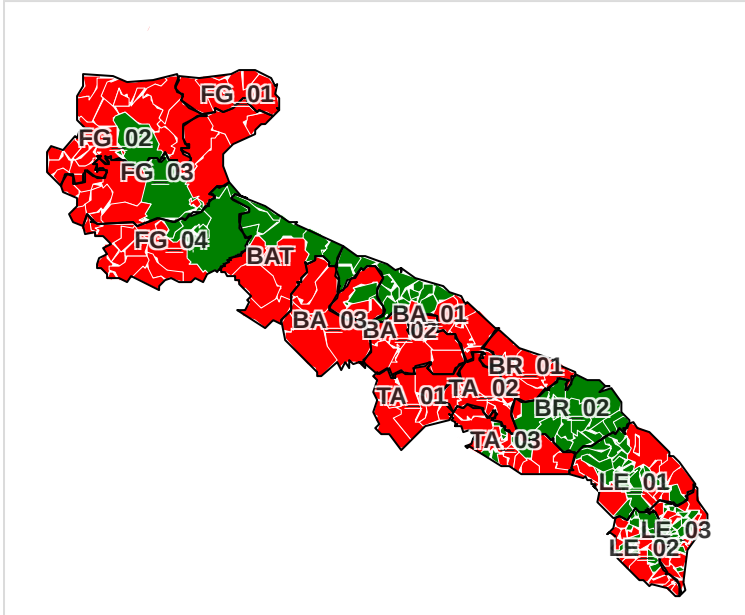 FG_01
FG_02
FG_03
FG_04
BAT
BA_01
BA_03
BA_02
BR_01
TA_02
TA_01
BR_02
TA_03
LE_01
LE_03
LE_02